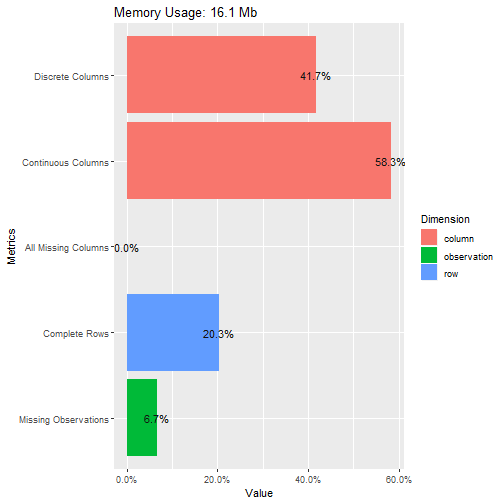 Memory Usage: 16.1 Mb
Metrics
Discrete Columns
41.7%
Continuous Columns
58.3%
All Missing Columns
0.0%
Complete Rows
20.3%
Missing Observations
6.7%
0.0%
20.0%
40.0%
60.0%
Value
Dimension
column
observation
row